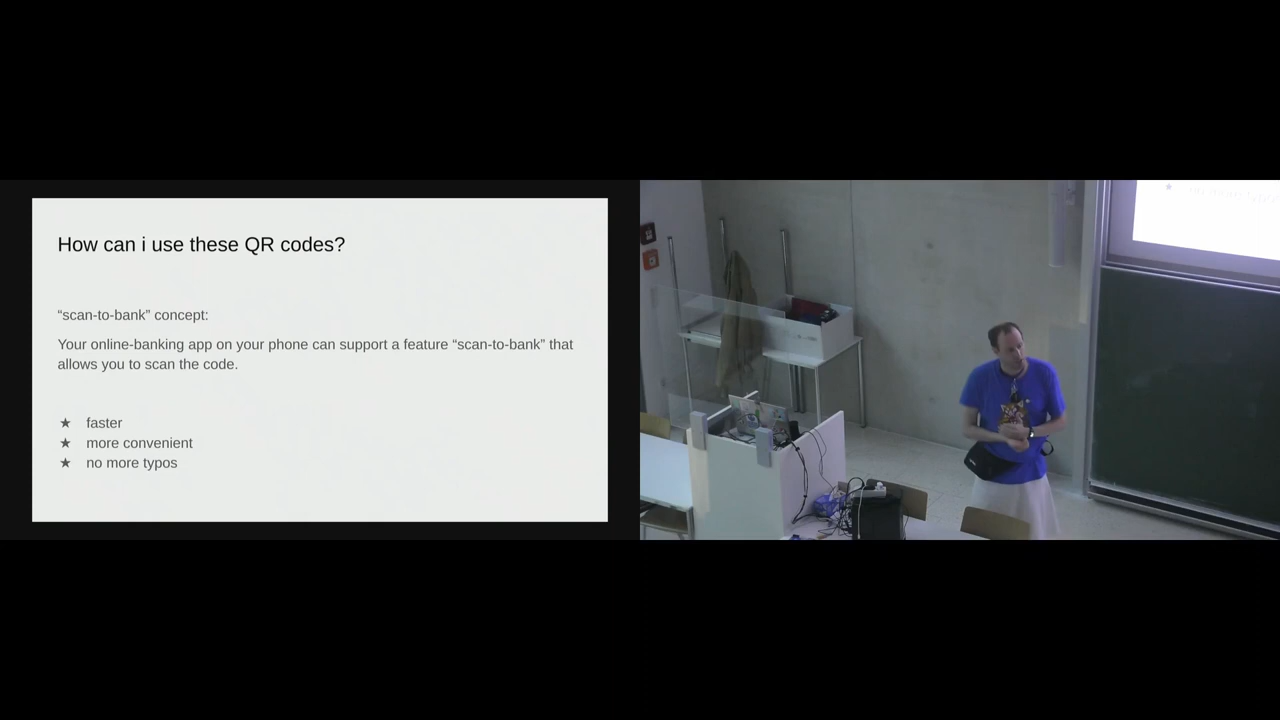 How can i use these QR codes?
“scan-to-bank” concept:
Your online-banking app on your phone can support a feature “scan-to-bank” that
allows you to scan the code.
★ faster
★ more convenient
★ no more typos